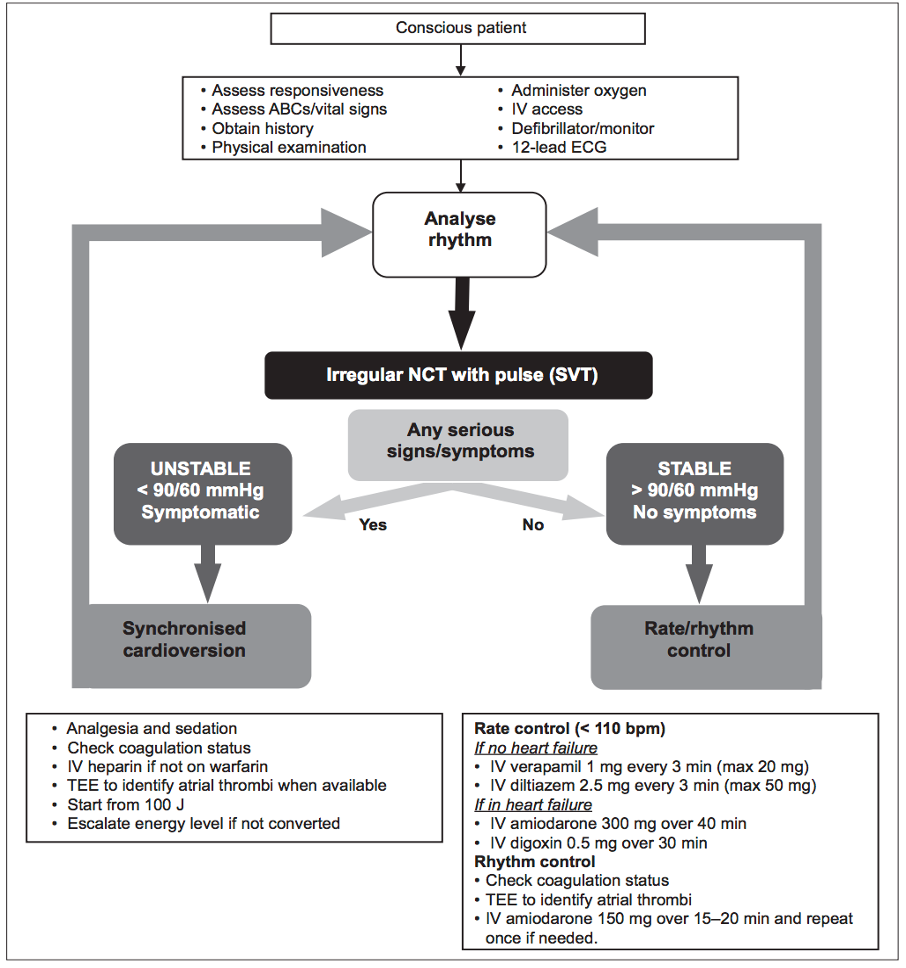 Conscious patient
• Assess responsiveness
• Assess ABCs/vital signs
• Obtain history
• Physical examination
• Administer oxygen
• IV access
• Defibrillator/monitor
• 12-lead ECG
Analyse
rhythm
Irregular NCT with pulse (SVT)
Any serious
signs/symptoms
UNSTABLE
< 90/60 mmHg
Symptomatic
Yes
No
STABLE
> 90/60 mmHg
No symptoms
Synchronised
cardioversion
Rate/rhythm
control
• Analgesia and sedation
• Check coagulation status
• IV heparin if not on warfarin
• TEE to identify atrial thrombi when available
• Start from 100 J
• Escalate energy level if not converted
Rate control (< 110 bpm)
If no heart failure
• IV verapamil 1 mg every 3 min (max 20 mg)
• IV diltiazem 2.5 mg every 3 min (max 50 mg)
If in heart failure
• IV amiodarone 300 mg over 40 min
• IV digoxin 0.5 mg over 30 min
Rhythm control
• Check coagulation status
• TEE to identify atrial thrombi
• IV amiodarone 150 mg over 15–20 min and repeat
once if needed.